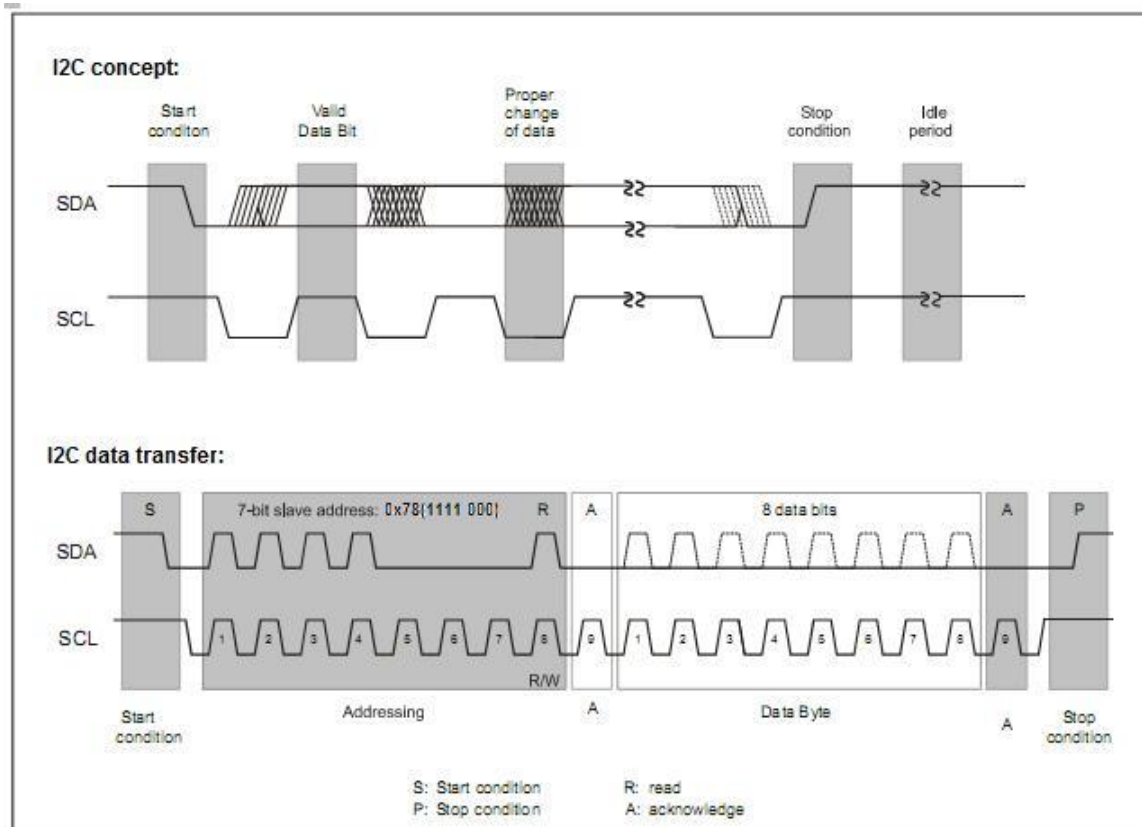 I2C concept:
Start
conditon
Valid
Data Bit
Proper
change
of data
Stop
condition
Idle
period
SDA
SCL
I2C data transfer:
S
7-bit slave address: 0x78(1111 000)
R
A
8 data bits
A
P
SDA
SCL
1
2
3
4
5
6
7
8
9
1
2
3
4
5
6
7
8
9
R/W
Start
condition
Addressing
A
Data Byte
A
Stop
condition
S: Start condition
R: read
P: Stop condition
A: acknowledge